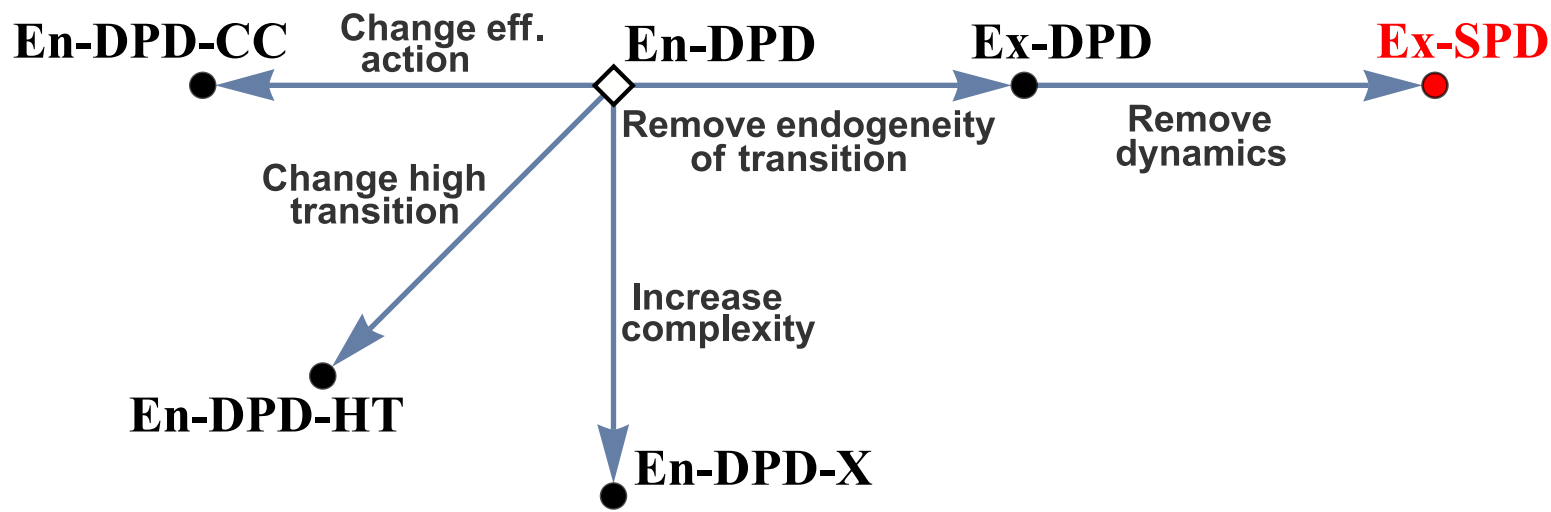 En-DPD-CC
Change eff.
action
En-DPD
Ex-DPD
Ex-SPD
Remove endogeneity
of transition
Remove
dynamics
Change high
transition
Increase
complexity
En-DPD-HT
En-DPD-X